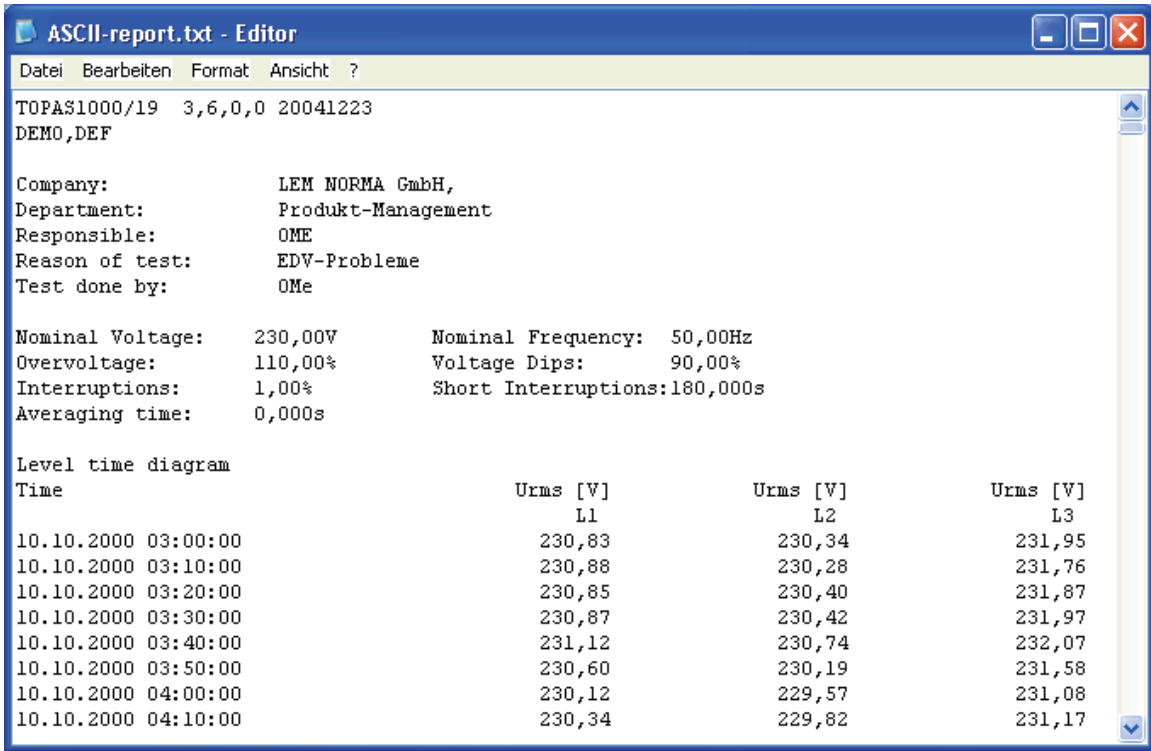 ASCII-report.txt - Editor
Datei Bearbeiten Format Ansicht ?
TOPAS1000/19 3,6,0,0 20041223
DEMO,DEF
Company: LEM NORMA GmbH,
Department: Produkt-Management
Responsible: OME
Reason of test: EDV-Probleme
Test done by: OMe
Nominal Voltage: 230,00V Nominal Frequency: 50,00Hz
Overvoltage: 110,00% Voltage Dips: 90,00%
Interruptions: 1,00% Short Interruptions:180,000s
Averaging time: 0,000s
Level time diagram
Time Urms [V] Urms [V] Urms [V]
L1 L2 L3
10.10.2000 03:00:00 230,83 230,34 231,95
10.10.2000 03:10:00 230,88 230,28 231,76
10.10.2000 03:20:00 230,85 230,40 231,87
10.10.2000 03:30:00 230,87 230,42 231,97
10.10.2000 03:40:00 231,12 230,74 232,07
10.10.2000 03:50:00 230,60 230,19 231,58
10.10.2000 04:00:00 230,12 229,57 231,08
10.10.2000 04:10:00 230,34 229,82 231,17